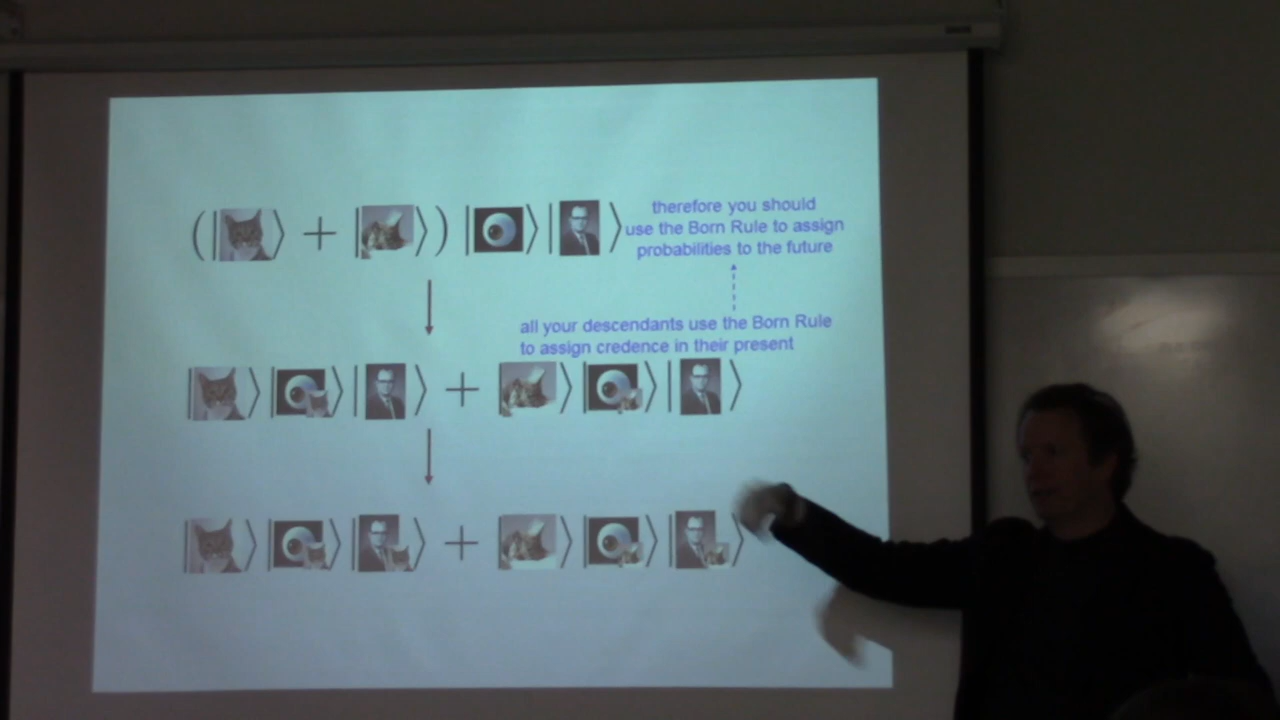 therefore you should
use the Born Rule to assign
probabilities to the future
all your descendants use the Born Rule
to assign credence in their present